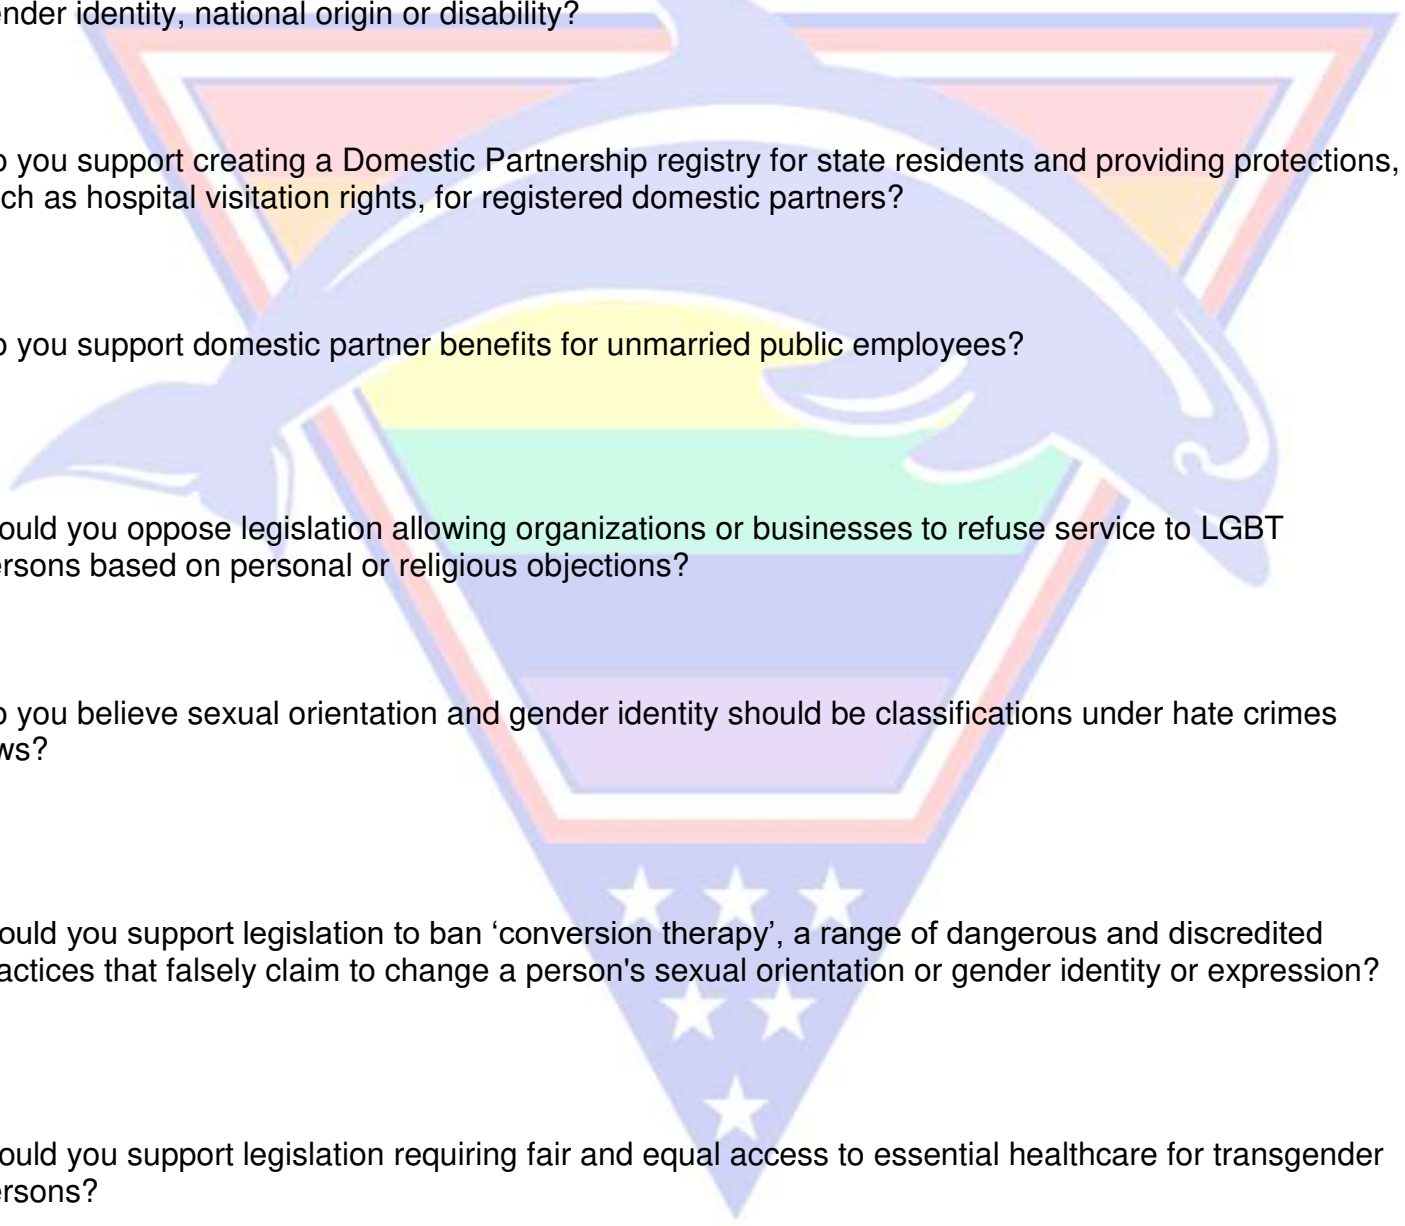 ender identity, national origin or disability?
o you support creating a Domestic Partnership registry for state residents and providing protections,
ch as hospital visitation rights, for registered domestic partners?
o you support domestic partner benefits for unmarried public employees?
ould you oppose legislation allowing organizations or businesses to refuse service to LGBT
ersons based on personal or religious objections?
o you believe sexual orientation and gender identity should be classifications under hate crimes
ws?
ould you support legislation to ban ‘conversion therapy’, a range of dangerous and discredited
actices that falsely claim to change a person's sexual orientation or gender identity or expression?
ould you support legislation requiring fair and equal access to essential healthcare for transgender
ersons?